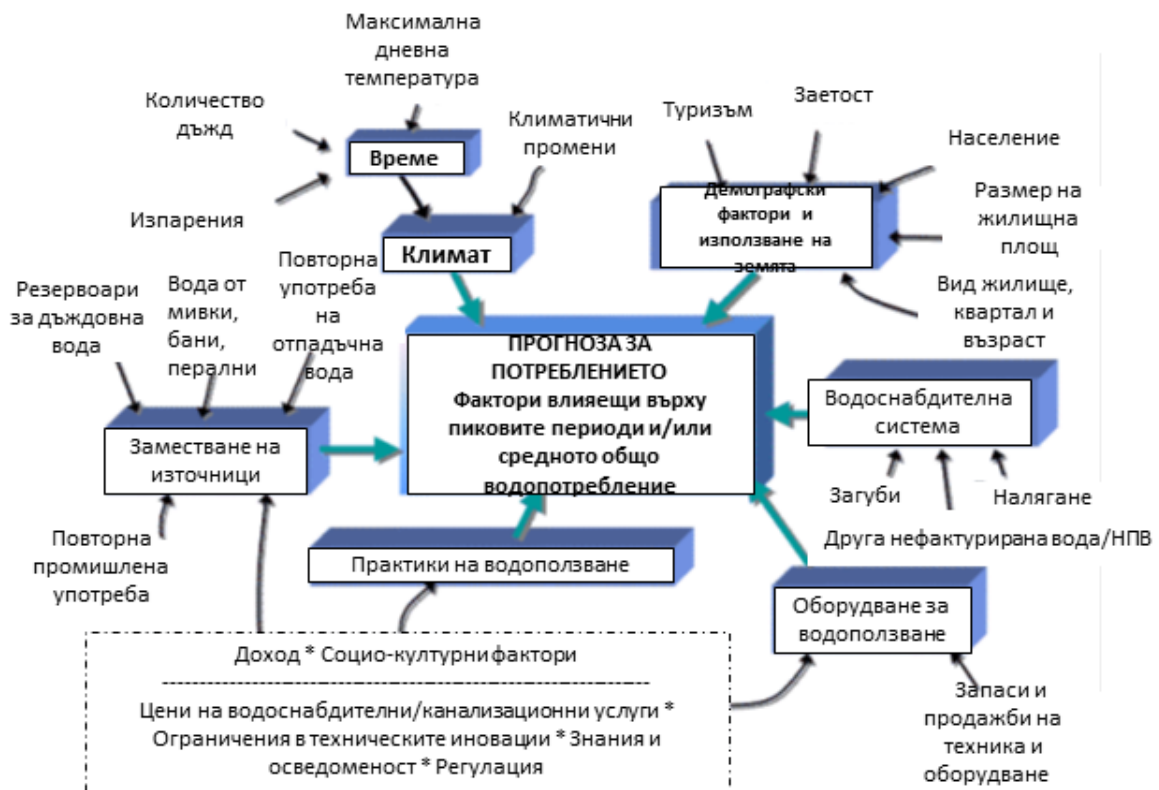 Максимална
дневна
температура
Количество
дъжд
Климатични
промени
Време
Изпарения
Климат
Туризъм
Заетост
Население
Размер на
жилищна
площ
Демографски
фактори и
използване на
земята
Вид жилище,
квартал и
възраст
Резервоари
за дъждовна
вода
Вода от
мивки,
бани,
перални
Повторна
употреба
на
отпадъчна
вода
ПРОГНОЗА ЗА
ПОТРЕБЛЕНИЕТО
Фактори влияещи върху
пиковите периоди и/или
средното общо
водопотребление
Водоснабдителна
система
Заместване на
източници
Загуби
Налягане
Друга нефактурирана вода/НПВ
Повторна
промишлена
употреба
Практики на водоползване
Оборудване за
водоползване
Доход * Социо-културни фактори
Цени на водоснабдителни/канализационни услуги *
Ограничения в техническите иновации * Знания и
осведоменост * Регулация
Запаси и
продажби на
техника и
оборудване